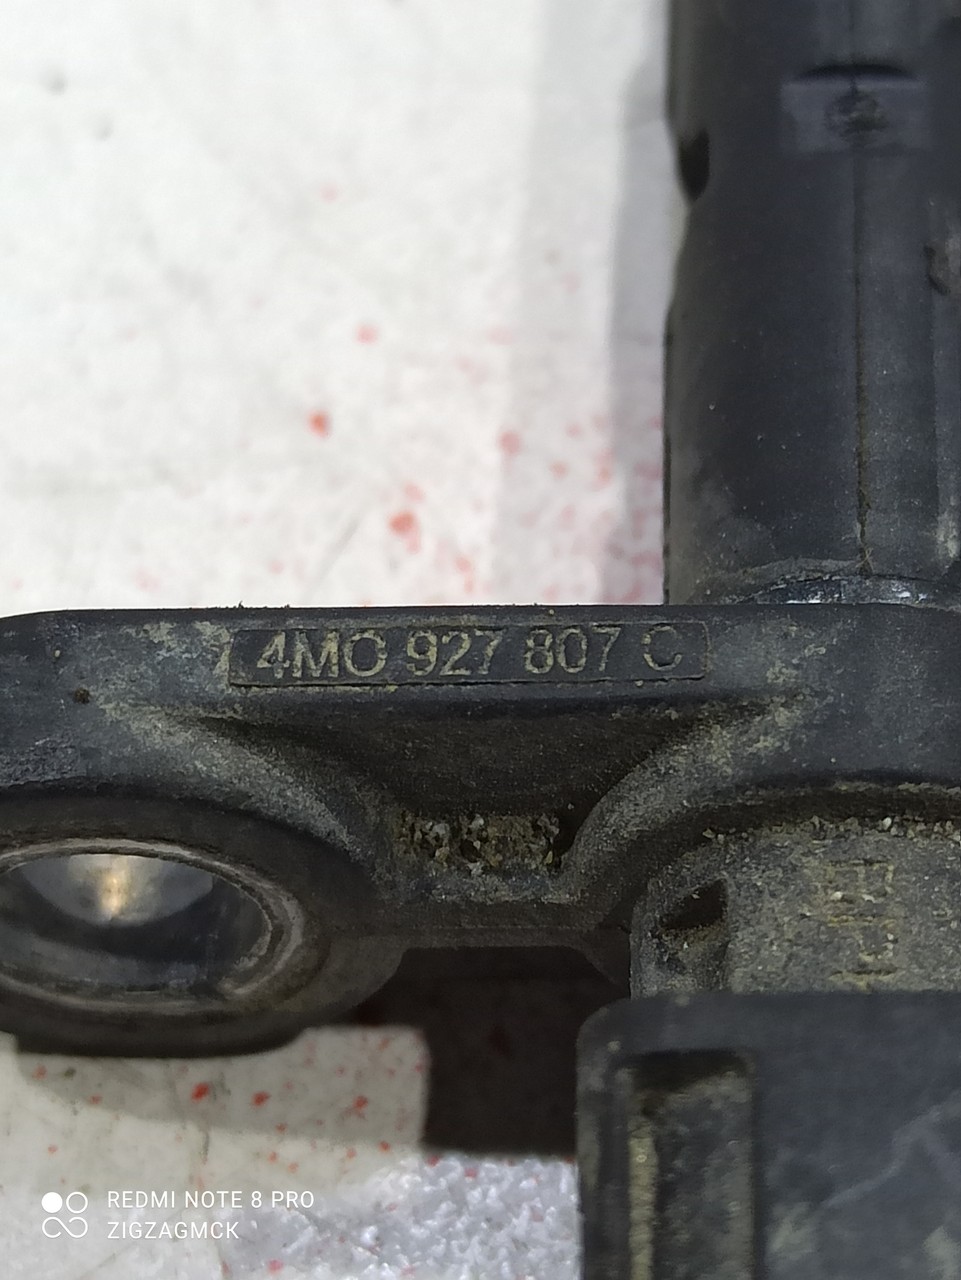 4M0 927 807 C
REDMI NOTE 8 PRO
ZIGZAGMCK